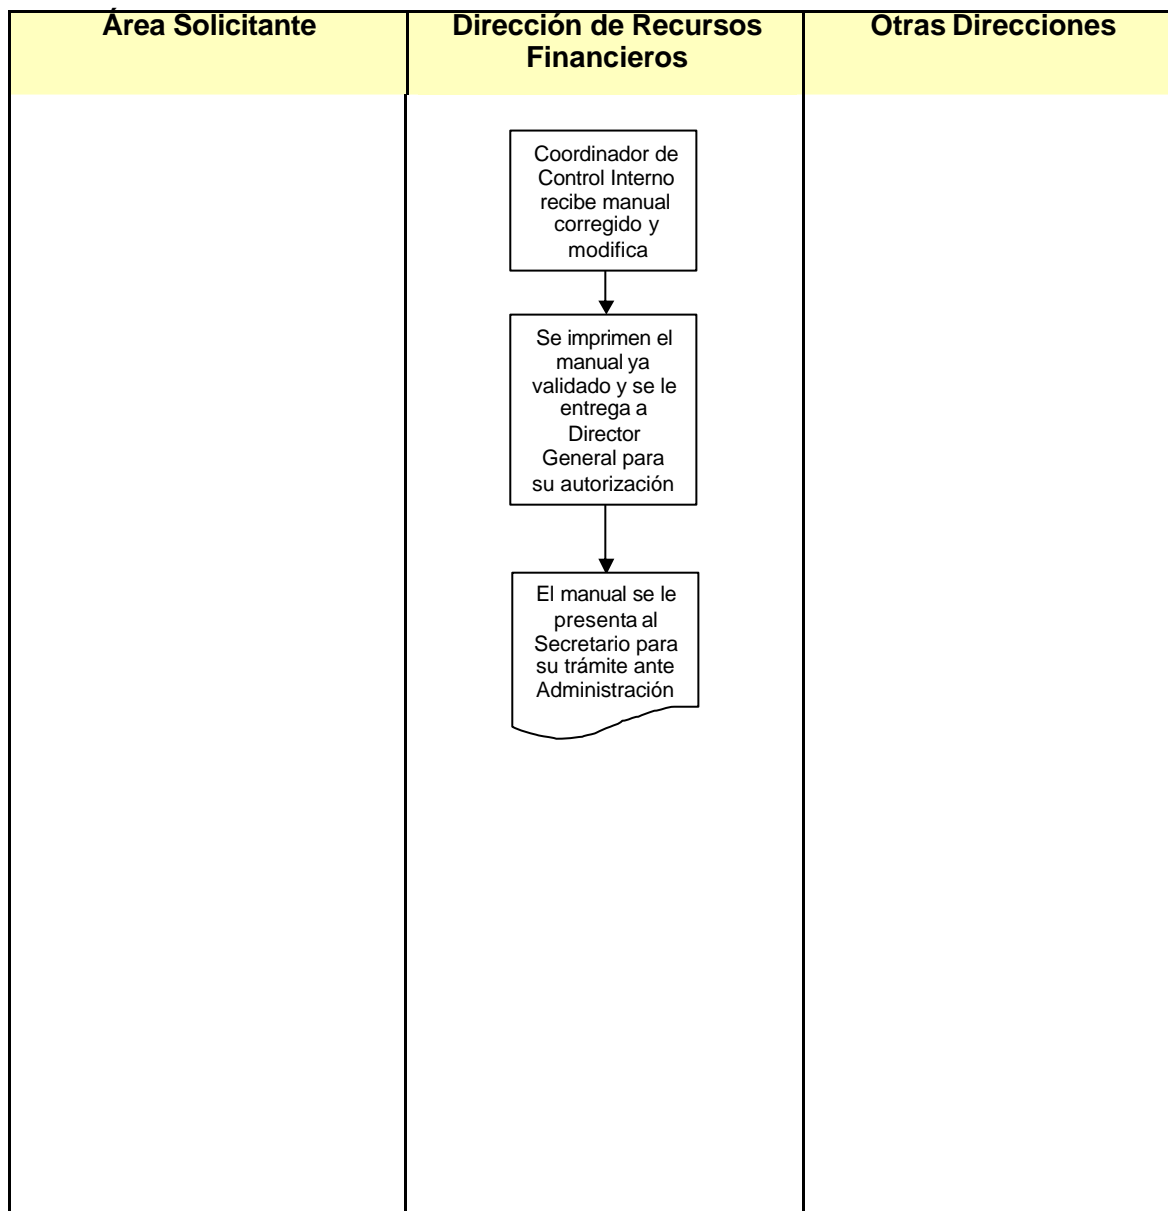 Área Solicitante
Dirección de Recursos
Financieros
Otras Direcciones
Coordinador de
Control Interno
recibe manual
corregido y
modifica
Se imprimen el
manual ya
validado y se le
entrega a
Director
General para
su autorización
El manual se le
presenta al
Secretario para
su trámite ante
Administración